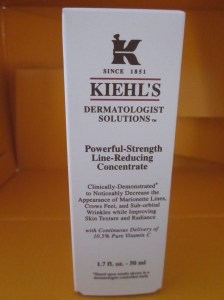 K
SINCE 1851
KIEHL'S
DERMATOLOGIST
SOLUTIONS™
Powerful-Strength
Line-Reducing
Concentrate
Clinically-Demonstrated*
to Noticeably Decrease the
Appearance of Marionette Lines,
Crows Feet, and Sub-orbital
Wrinkles while Improving
Skin Texture and Radiance
with Continuous Delivery of
10.5% Pure Vitamin C
1.7 fl. oz. - 50 ml